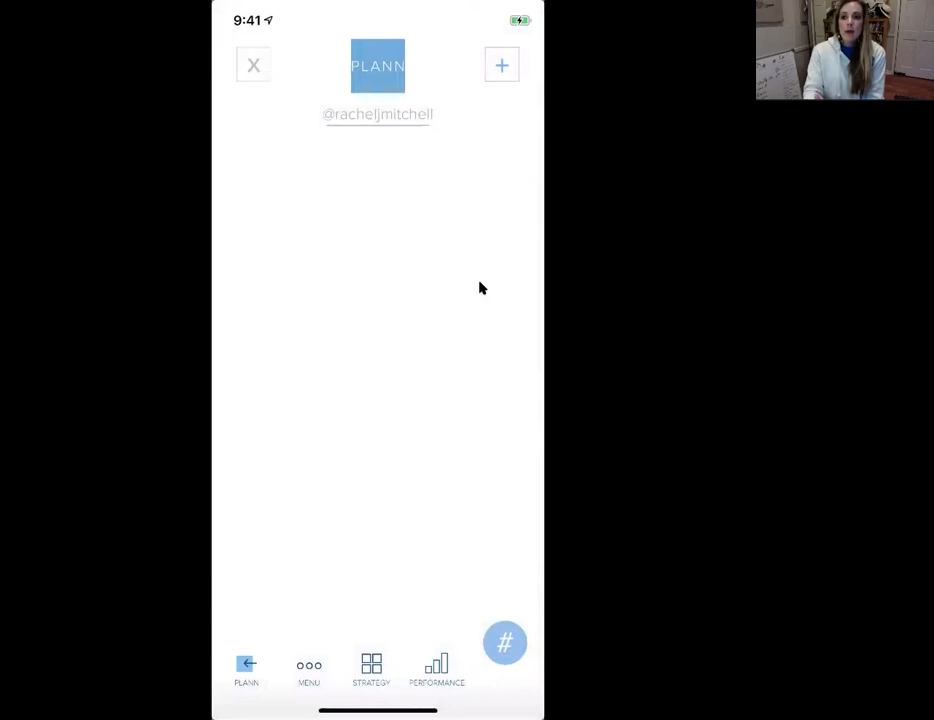 9:41
X
PLANN
+
@racheljmitchell
#
PLANN
MENU
STRATEGY
PERFORMANCE